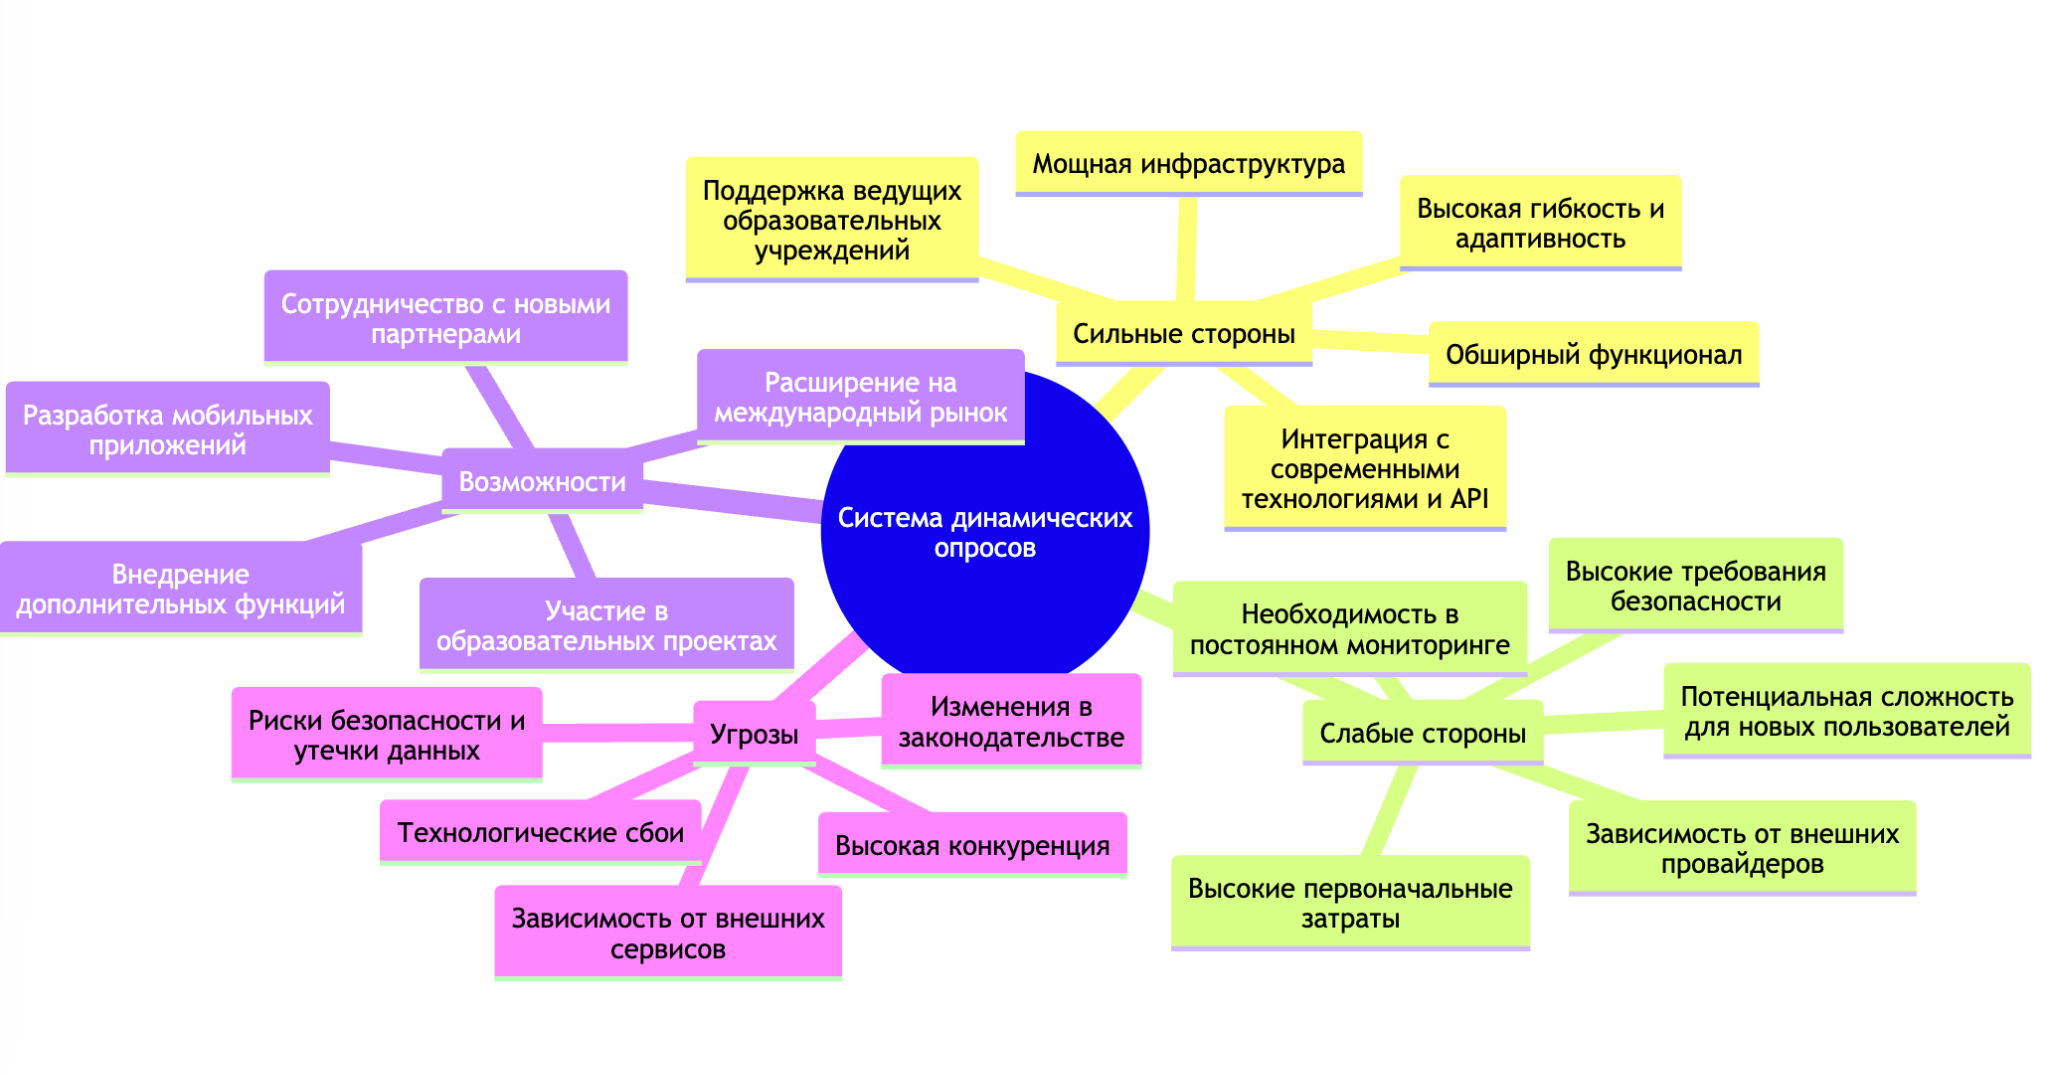 Мощная инфраструктура
Поддержка ведущих
образовательных
учреждений
Высокая гибкость и
адаптивность
Сильные стороны
Обширный функционал
Интеграция с
современными
технологиями и API
Сотрудничество с новыми
партнерами
Расширение на
международный рынок
Разработка мобильных
приложений
Возможности
Внедрение
дополнительных функций
Участие в
образовательных проектах
Система динамических
опросов
Необходимость в
постоянном мониторинге
Высокие требования
безопасности
Потенциальная сложность
для новых пользователей
Слабые стороны
Зависимость от внешних
провайдеров
Высокие первоначальные
затраты
Риски безопасности и
утечки данных
Угрозы
Изменения в
законодательстве
Технологические сбои
Высокая конкуренция
Зависимость от внешних
сервисов